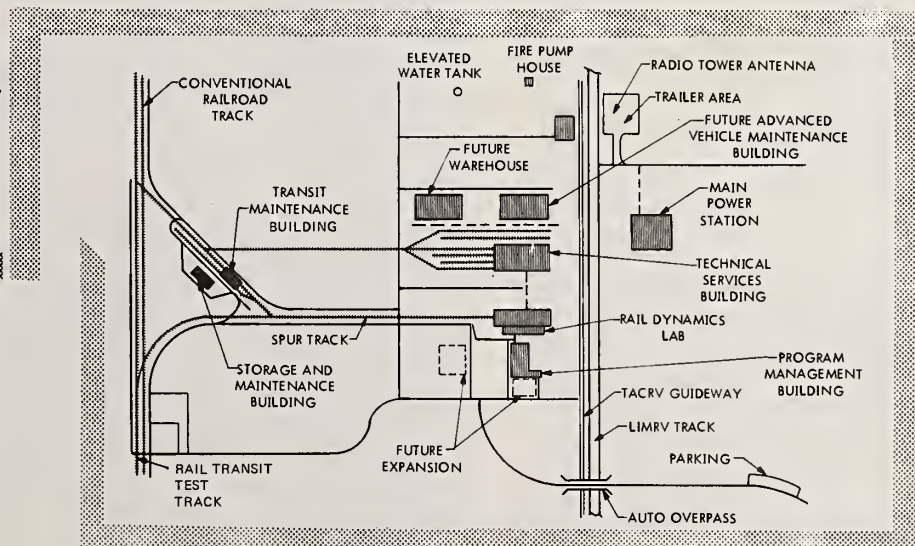 ELEVATED
WATER TANK
FIRE PUMP
HOUSE
RADIO TOWER ANTENNA
TRAILER AREA
CONVENTIONAL
RAILROAD
TRACK
FUTURE ADVANCED
VEHICLE MAINTENANCE
BUILDING
FUTURE
WAREHOUSE
TRANSIT
MAINTENANCE
BUILDING
MAIN
POWER
STATION
TECHNICAL
SERVICES
BUILDING
SPUR TRACK
RAIL DYNAMICS
LAB
STORAGE AND
MAINTENANCE
BUILDING
PROGRAM
MANAGEMENT
BUILDING
TACRV GUIDEWAY
LIMRV TRACK
FUTURE
EXPANSION
PARKING
RAIL TRANSIT
TEST
TRACK
AUTO OVERPASS